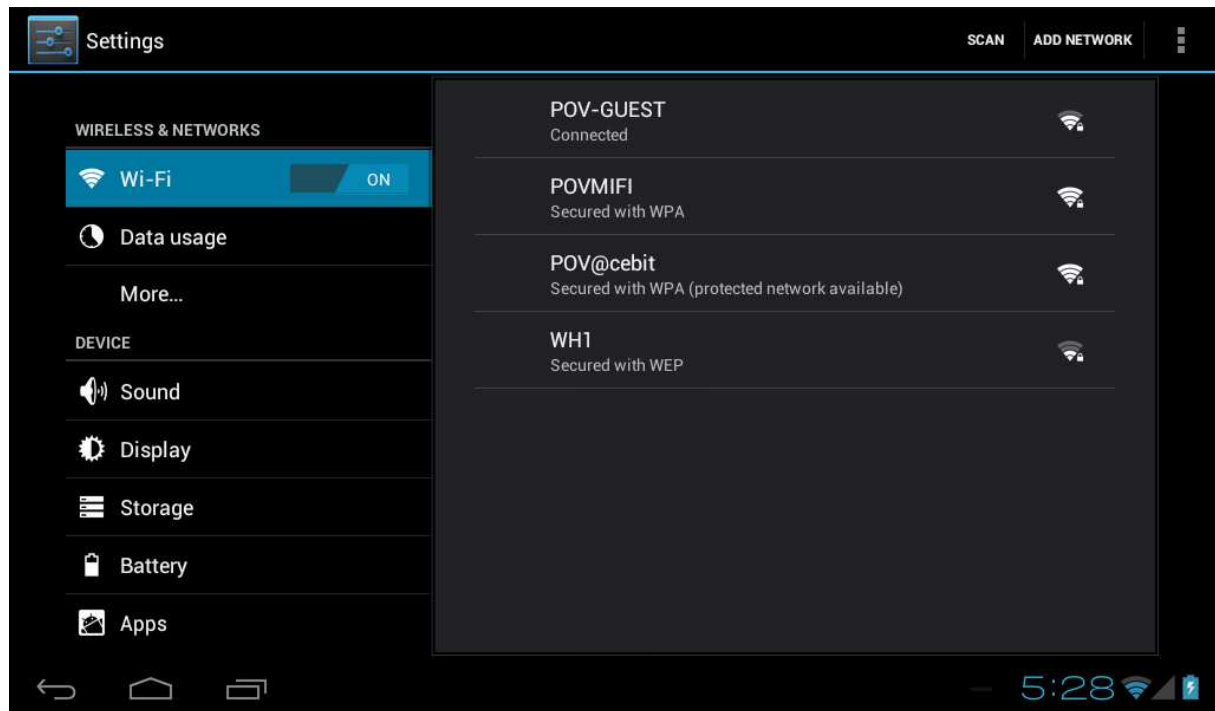 Settings
SCAN
ADD NETWORK
WIRELESS & NETWORKS
Wi-Fi
ON
Data usage
More...
DEVICE
Sound
Display
Storage
Battery
Apps
POV-GUEST
Connected
POVMIFI
Secured with WPA
POV@cebit
Secured with WPA (protected network available)
WH1
Secured with WEP
5:28